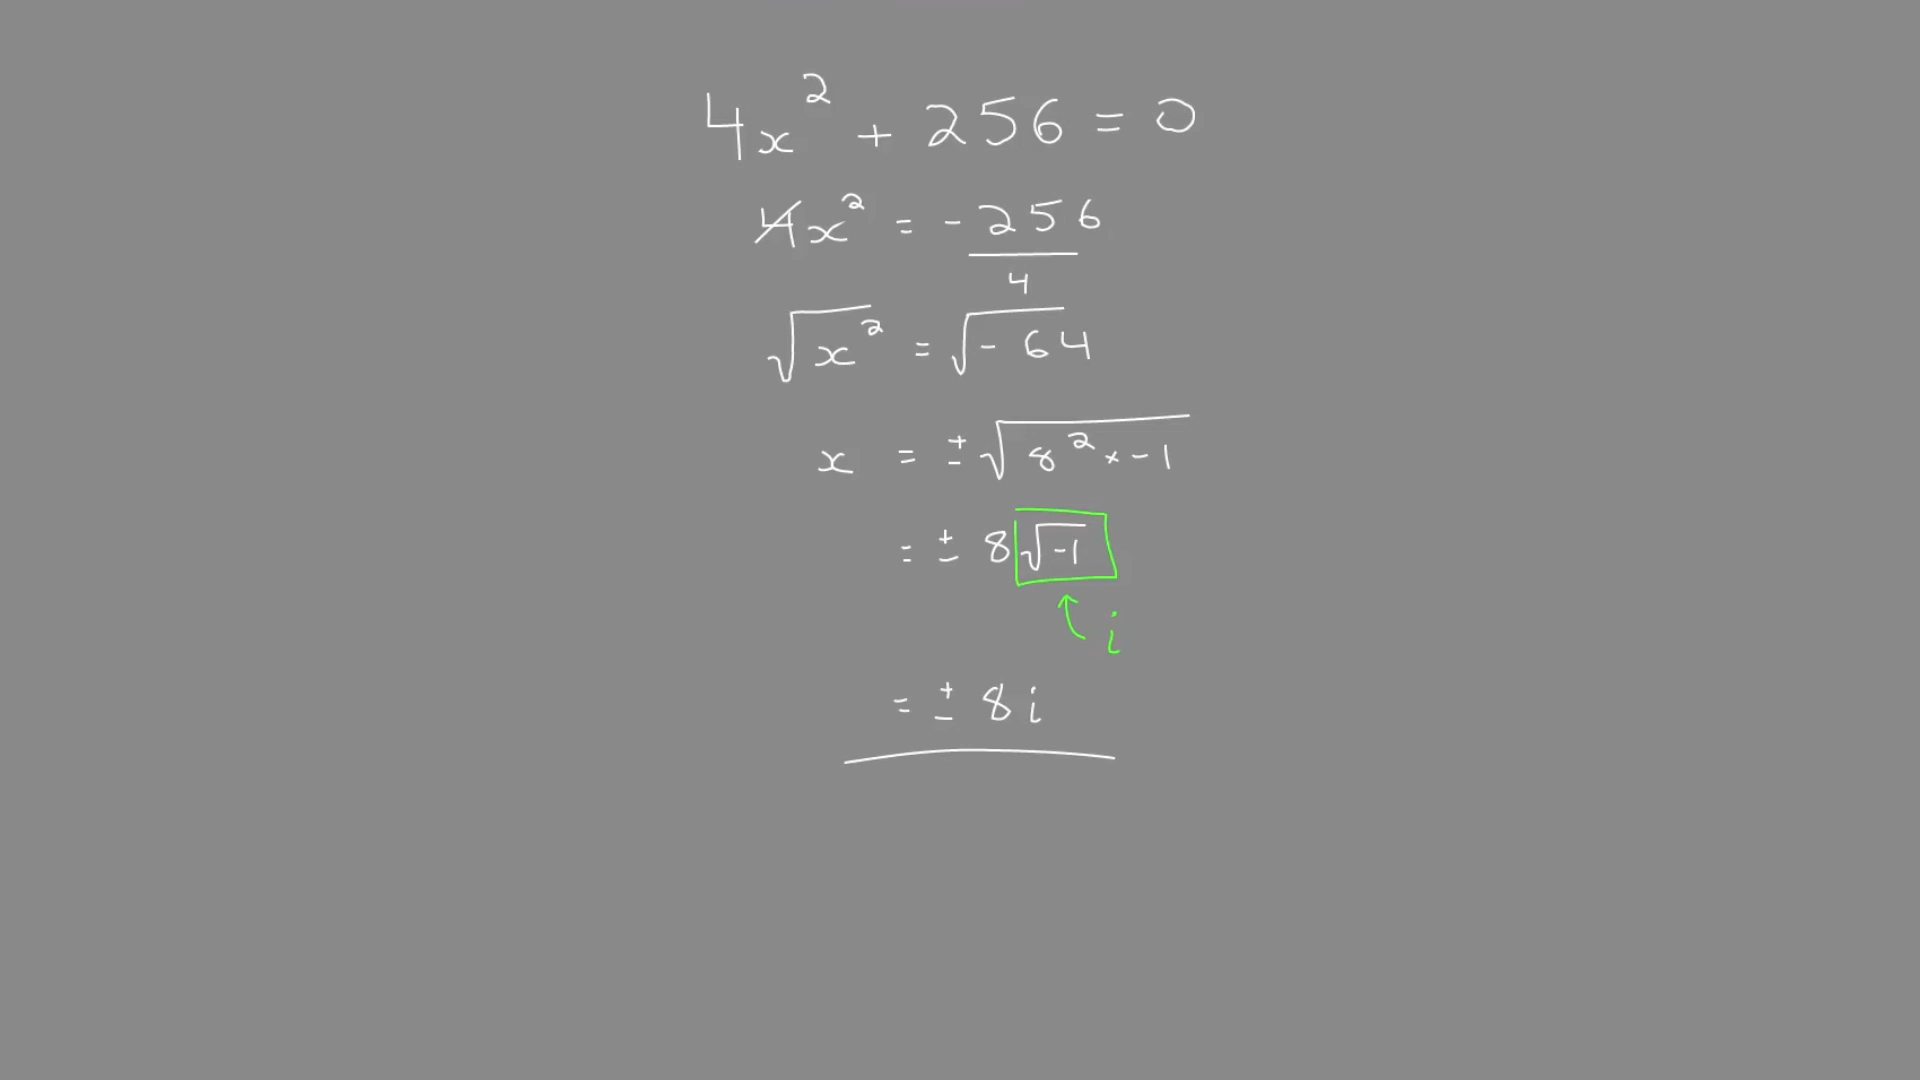 4x² + 256 = 0
4x² = -256
4
√x² = √-64
x = ± √8² × -1
= ± 8 √-1
i
= ± 8i